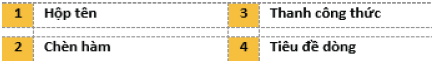 1 Hộp tên 3 Thanh công thức
2 Chèn hàm 4 Tiêu đề dòng